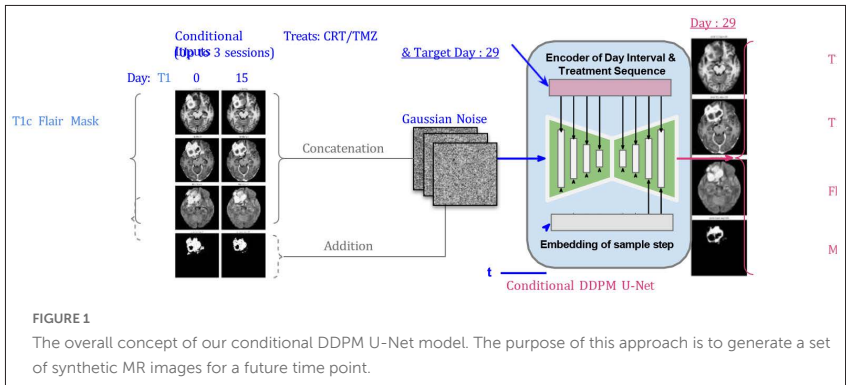 Conditional
Inputs
(Up to 3 sessions)
Treats: CRT/TMZ
& Target Day : 29
Day : 29
Encoder of Day Interval &
Treatment Sequence
Day: T1 0 15
T1c Flair Mask
Gaussian Noise
Concatenation
Addition
Embedding of sample step
t
Conditional DDPM U-Net
T
T
Fl
M
FIGURE 1
The overall concept of our conditional DDPM U-Net model. The purpose of this approach is to generate a set
of synthetic MR images for a future time point.